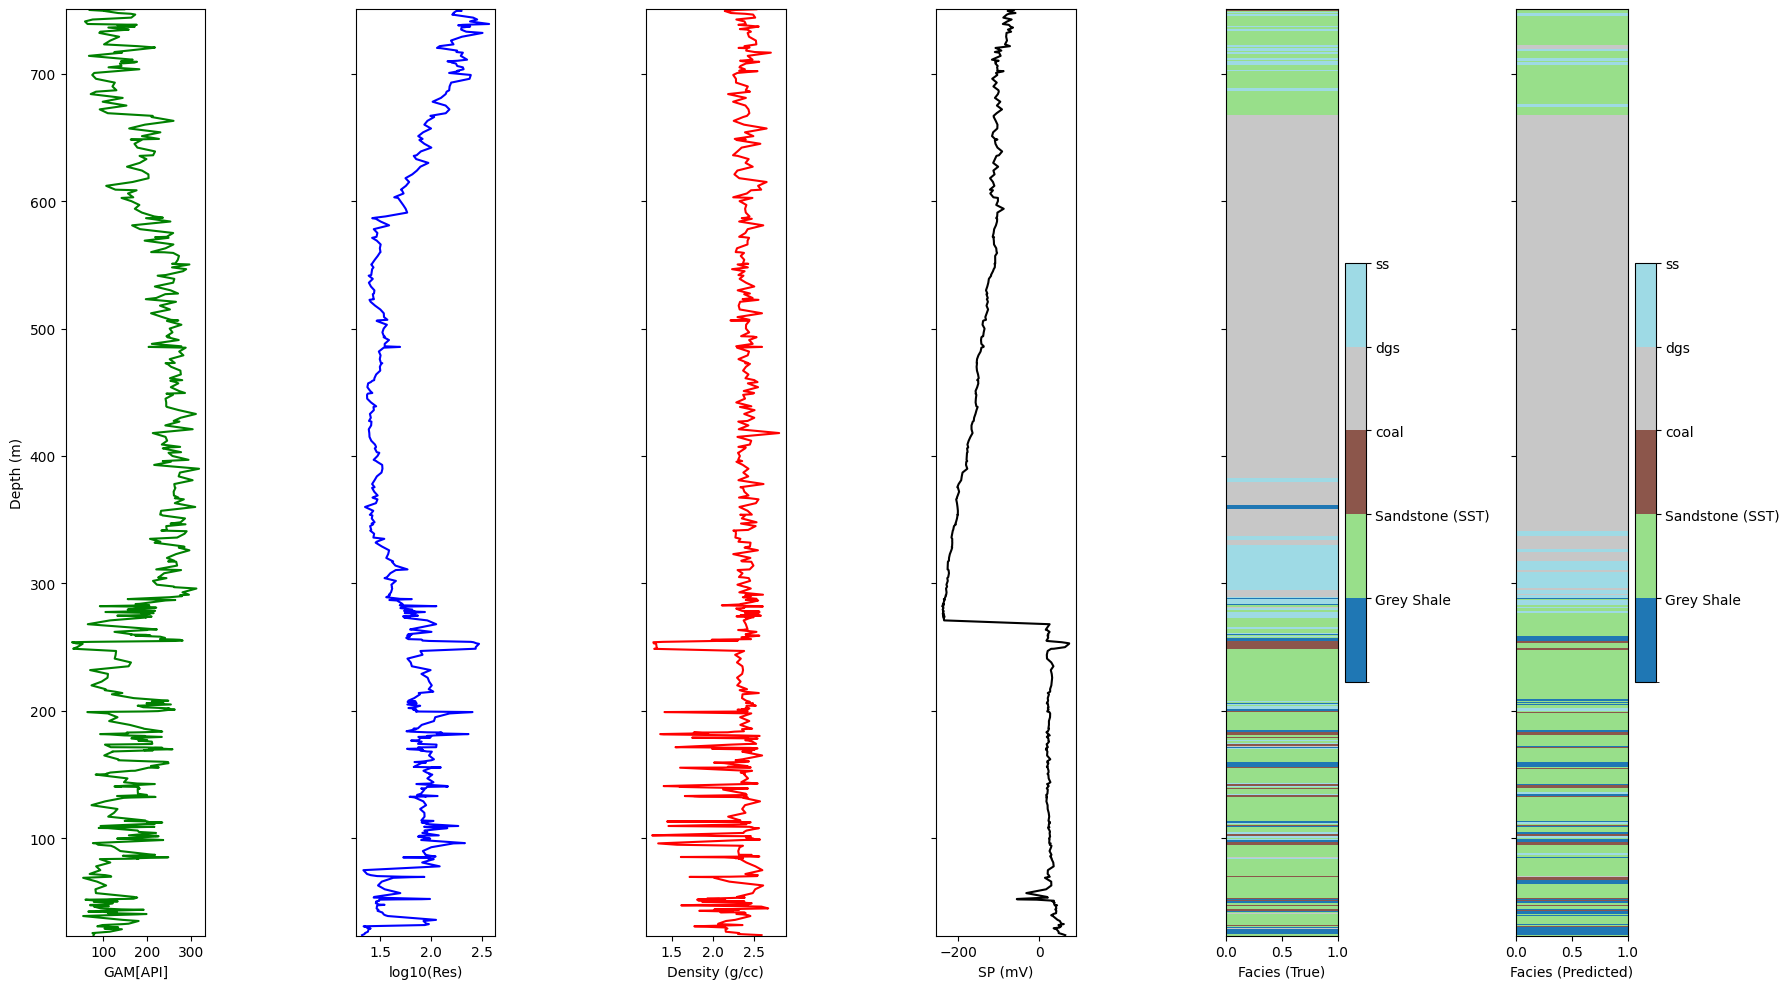 Depth (m)
700
600
500
400
300
200
100
100 200 300
GAM[API]
1.5 2.0 2.5
log10(Res)
1.5 2.0 2.5
Density (g/cc)
−200 0
SP (mV)
0.0 0.5 1.0
Facies (True)
ss
dgs
coal
Sandstone (SST)
Grey Shale
0.0 0.5 1.0
Facies (Predicted)
ss
dgs
coal
Sandstone (SST)
Grey Shale